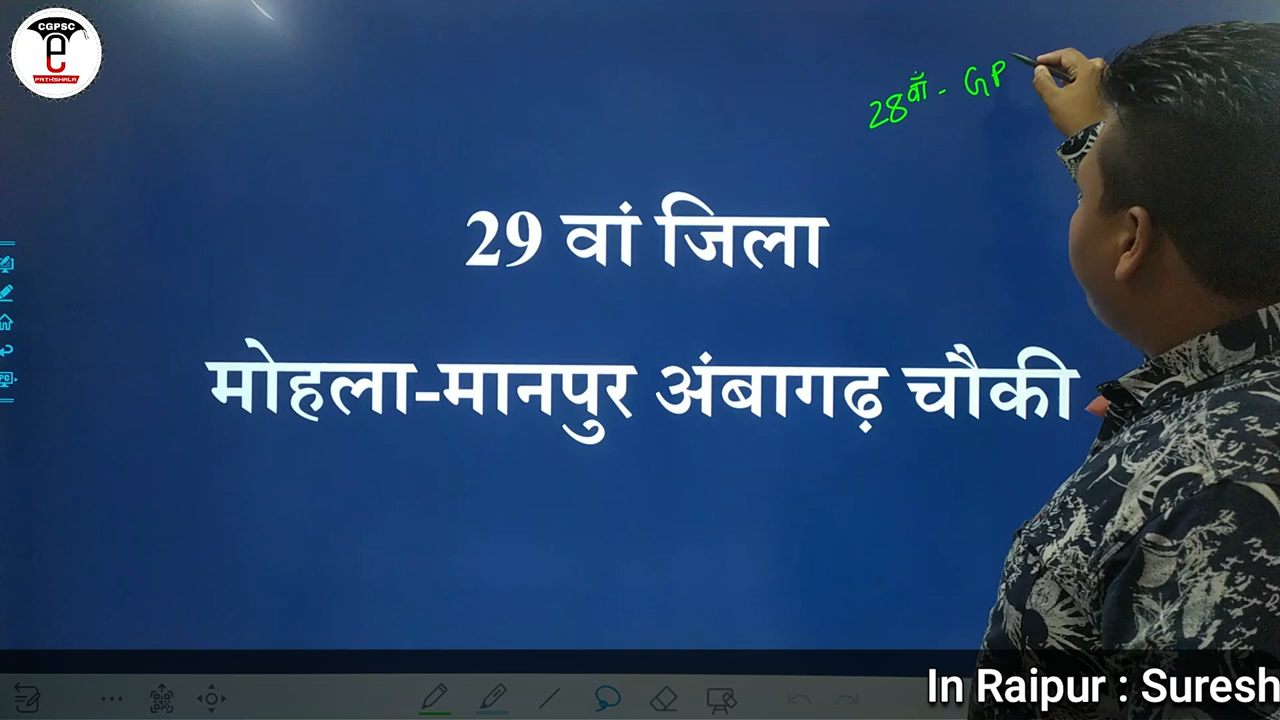 CGPSC
e
PATHSHALA
28वाँ - GP
29 वां जिला
मोहला-मानपुर अंबागढ़ चौकी
In Raipur : Suresh